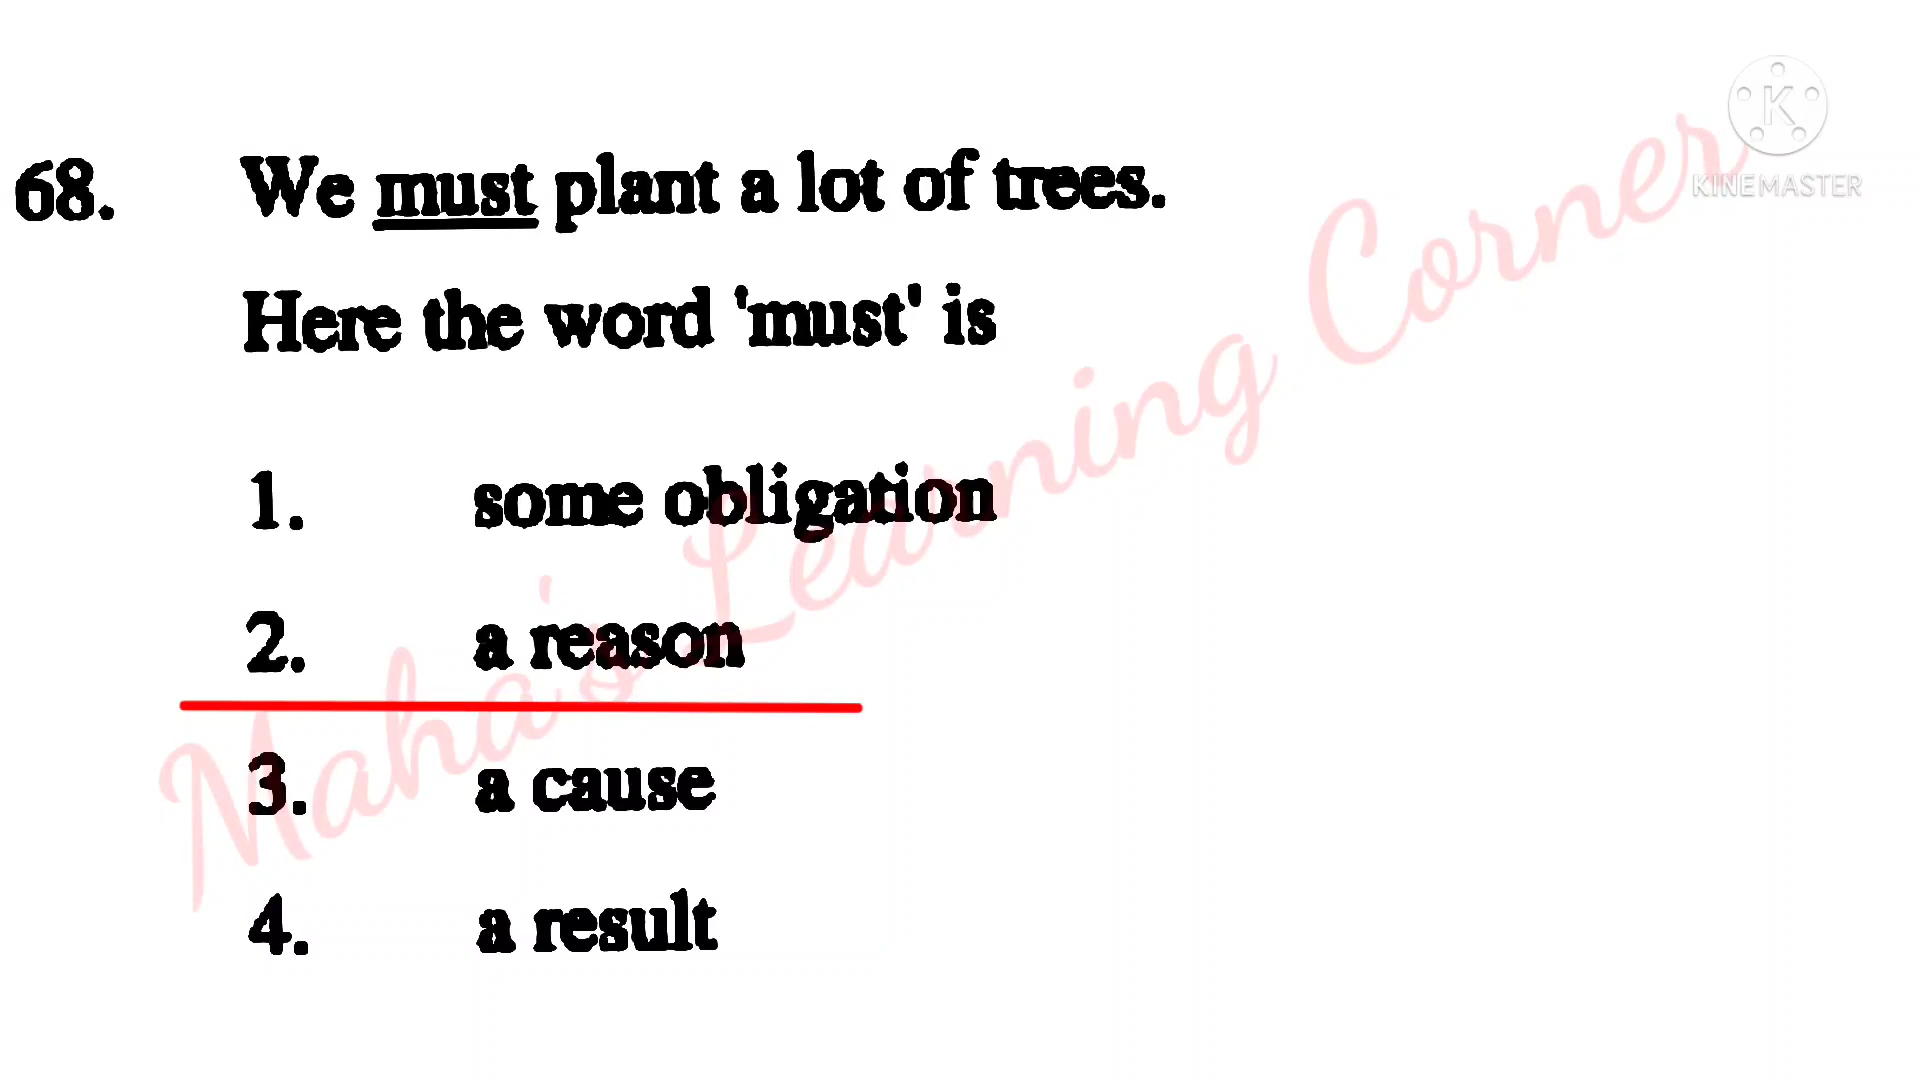 K
KINEMASTER
68. We must plant a lot of trees.
Here the word 'must' is
1. some obligation
2. a reason
3. a cause
4. a result
Maha's Learning Corner